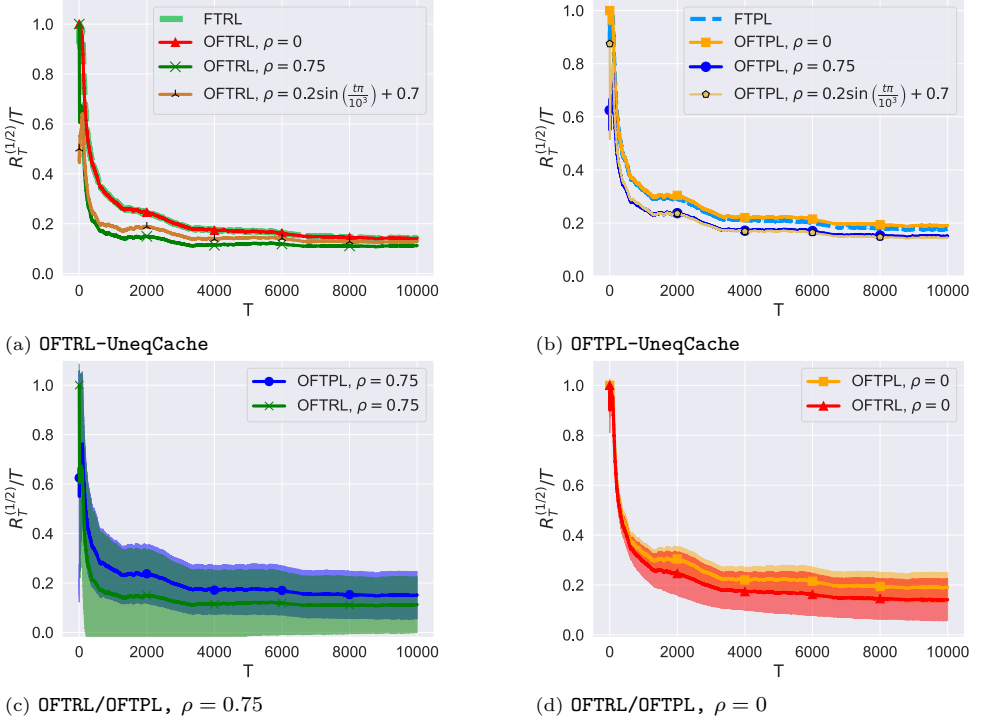 1.0
0.8
0.6
0.4
0.2
0.0
R_T^{(1/2)}/T
0 2000 4000 6000 8000 10000
T
FTRL
OFTRL, ρ = 0
OFTRL, ρ = 0.75
OFTRL, ρ = 0.2sin(tπ/10³) + 0.7
(a) OFTRL-UneqCache
1.0
0.8
0.6
0.4
0.2
0.0
R_T^{(1/2)}/T
0 2000 4000 6000 8000 10000
T
FTPL
OFTPL, ρ = 0
OFTPL, ρ = 0.75
OFTPL, ρ = 0.2sin(tπ/10³) + 0.7
(b) OFTPL-UneqCache
1.0
0.8
0.6
0.4
0.2
0.0
R_T^{(1/2)}/T
0 2000 4000 6000 8000 10000
T
OFTPL, ρ = 0.75
OFTRL, ρ = 0.75
(c) OFTRL/OFTPL, ρ = 0.75
1.0
0.8
0.6
0.4
0.2
0.0
R_T^{(1/2)}/T
0 2000 4000 6000 8000 10000
T
OFTPL, ρ = 0
OFTRL, ρ = 0
(d) OFTRL/OFTPL, ρ = 0